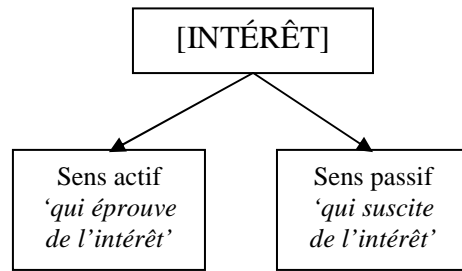 [INTÉRÊT]
Sens actif
‘qui éprouve
de l’intérêt’
Sens passif
‘qui suscite
de l’intérêt’